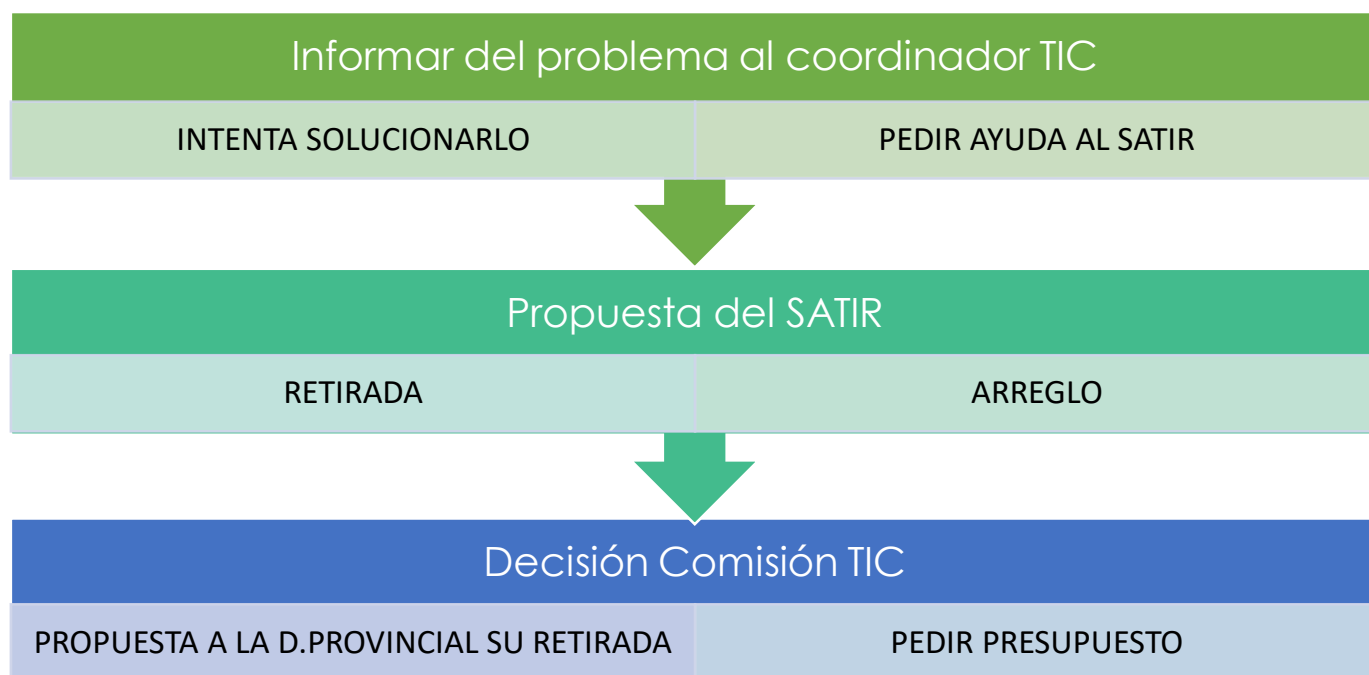 Informar del problema al coordinador TIC
INTENTA SOLUCIONARLO
PEDIR AYUDA AL SATIR
Propuesta del SATIR
RETIRADA
ARREGLO
Decisión Comisión TIC
PROPUESTA A LA D.PROVINCIAL SU RETIRADA
PEDIR PRESUPUESTO